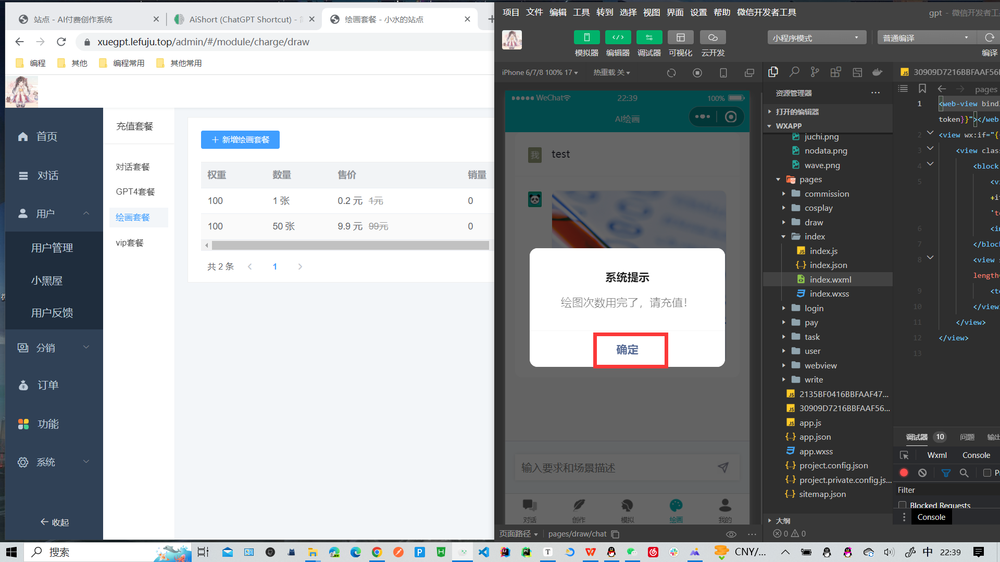 站点 - AI付费创作系统
AiShort (ChatGPT Shortcut) -
绘画套餐 - 小水的站点
xuegpt.lefuju.top/admin/#/module/charge/draw
编程
其他
编程常用
其他常用
首页
对话
用户
用户管理
小黑屋
用户反馈
分销
订单
功能
系统
收起
充值套餐
对话套餐
GPT4套餐
绘画套餐
vip套餐
新增绘画套餐
权重 数量 售价 销量
100 1 张 0.2 元 1元 0
100 50 张 9.9 元 99元 0
共 2 条 1
项目 文件 编辑 工具 转到 选择 视图 界面 设置 帮助 微信开发者工具
gpt - 微信开发者工
模拟器 编辑器 调试器 可视化 云开发
小程序模式
普通编译
编译
iPhone 6/7/8 100% 17
热重载 关
WeChat 22:39 100%
AI绘画
我 test
系统提示
绘图次数用完了，请充值！
确定
输入要求和场景描述
对话 创作 模拟 绘画 我的
页面路径 pages/draw/chat
资源管理器
打开的编辑器
WXAPP
juchi.png
nodata.png
wave.png
pages
commission
cosplay
draw
index
index.js
index.json
index.wxml
index.wxss
login
pay
task
user
webview
write
2135BF0416BBFAAF47...
30909D7216BBFAAF56...
app.js
app.json
app.wxss
project.config.json
project.private.config.js...
sitemap.json
大纲
0 0
30909D7216BBFAAF56
pages
1 <web-view bind
token}}"></web
2 <view wx:if="{
3 <view clas
4 <block
5 <v
+i
't
6 <i
7 </bloc
8 <view
length=
9 <t
10 </view
11 </view>
12 </view>
13
调试器 10 问题 输出
Wxml Console
Filter
Blocked Requests
Console
搜索
CNY/...
中 22:39